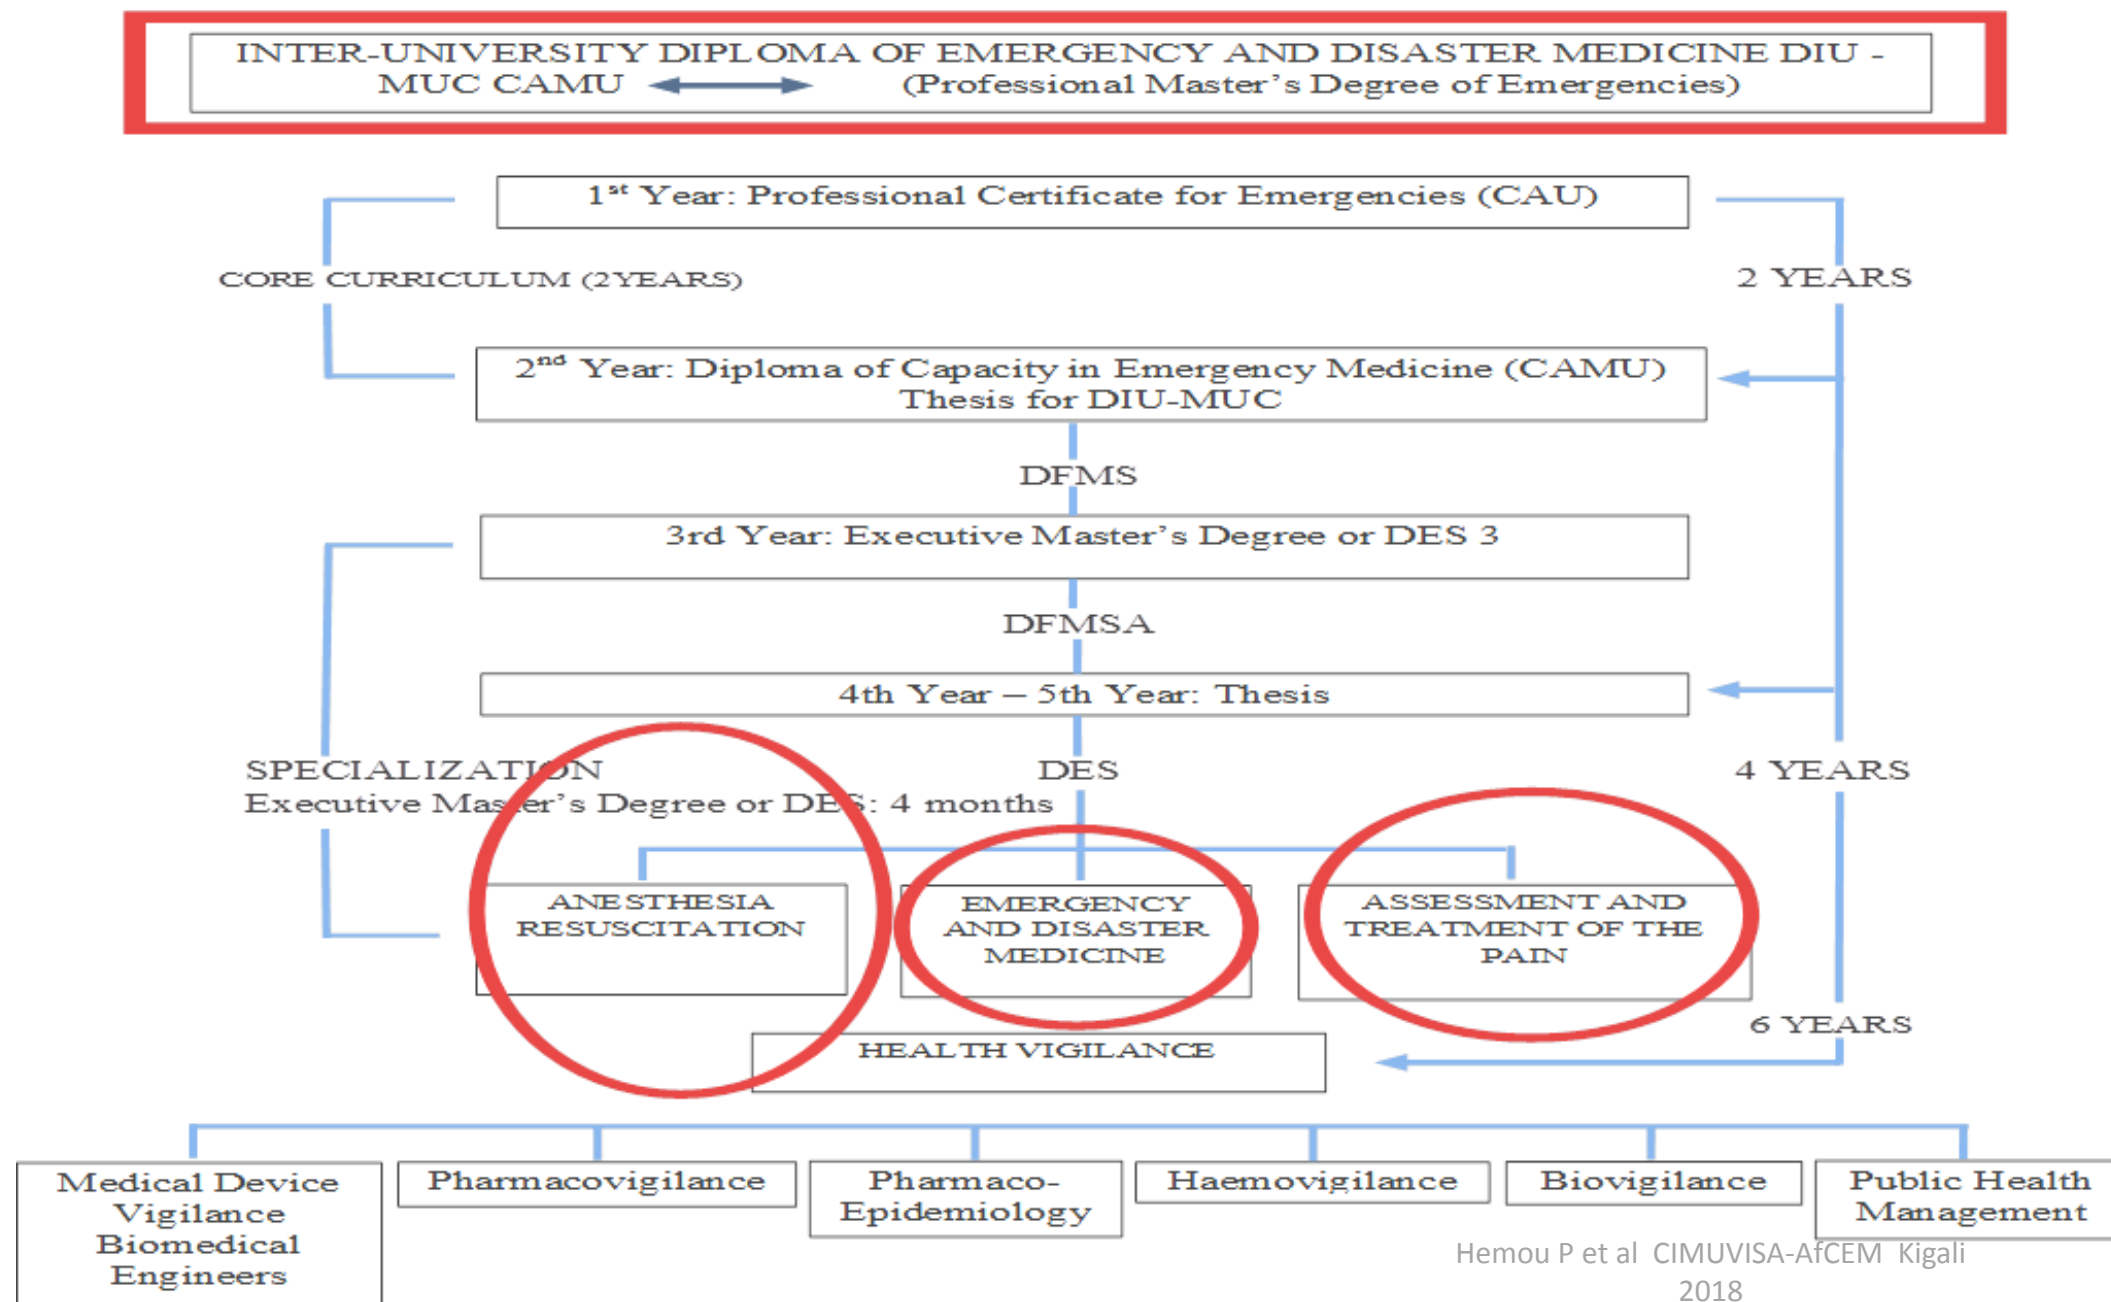 INTER-UNIVERSITY DIPLOMA OF EMERGENCY AND DISASTER MEDICINE DIU -
MUC CAMU (Professional Master's Degree of Emergencies)
1st Year: Professional Certificate for Emergencies (CAU)
CORE CURRICULUM (2YEARS)
2 YEARS
2nd Year: Diploma of Capacity in Emergency Medicine (CAMU)
Thesis for DIU-MUC
DFMS
3rd Year: Executive Master's Degree or DES 3
DFMSA
4th Year – 5th Year: Thesis
SPECIALIZATION
Executive Master's Degree or DES: 4 months
DES
4 YEARS
ANESTHESIA
RESUSCITATION
EMERGENCY
AND DISASTER
MEDICINE
ASSESSMENT AND
TREATMENT OF THE
PAIN
6 YEARS
HEALTH VIGILANCE
Medical Device
Vigilance
Biomedical
Engineers
Pharmacovigilance
Pharmaco-
Epidemiology
Haemovigilance
Biovigilance
Public Health
Management
Hemou P et al CIMUVISA-AfCEM Kigali
2018